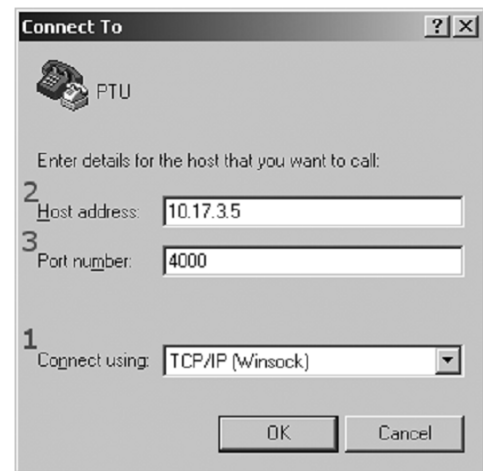 Connect To
PTU
Enter details for the host that you want to call:
2
Host address: 10.17.3.5
3
Port number: 4000
1
Connect using: TCP/IP (Winsock)
OK Cancel